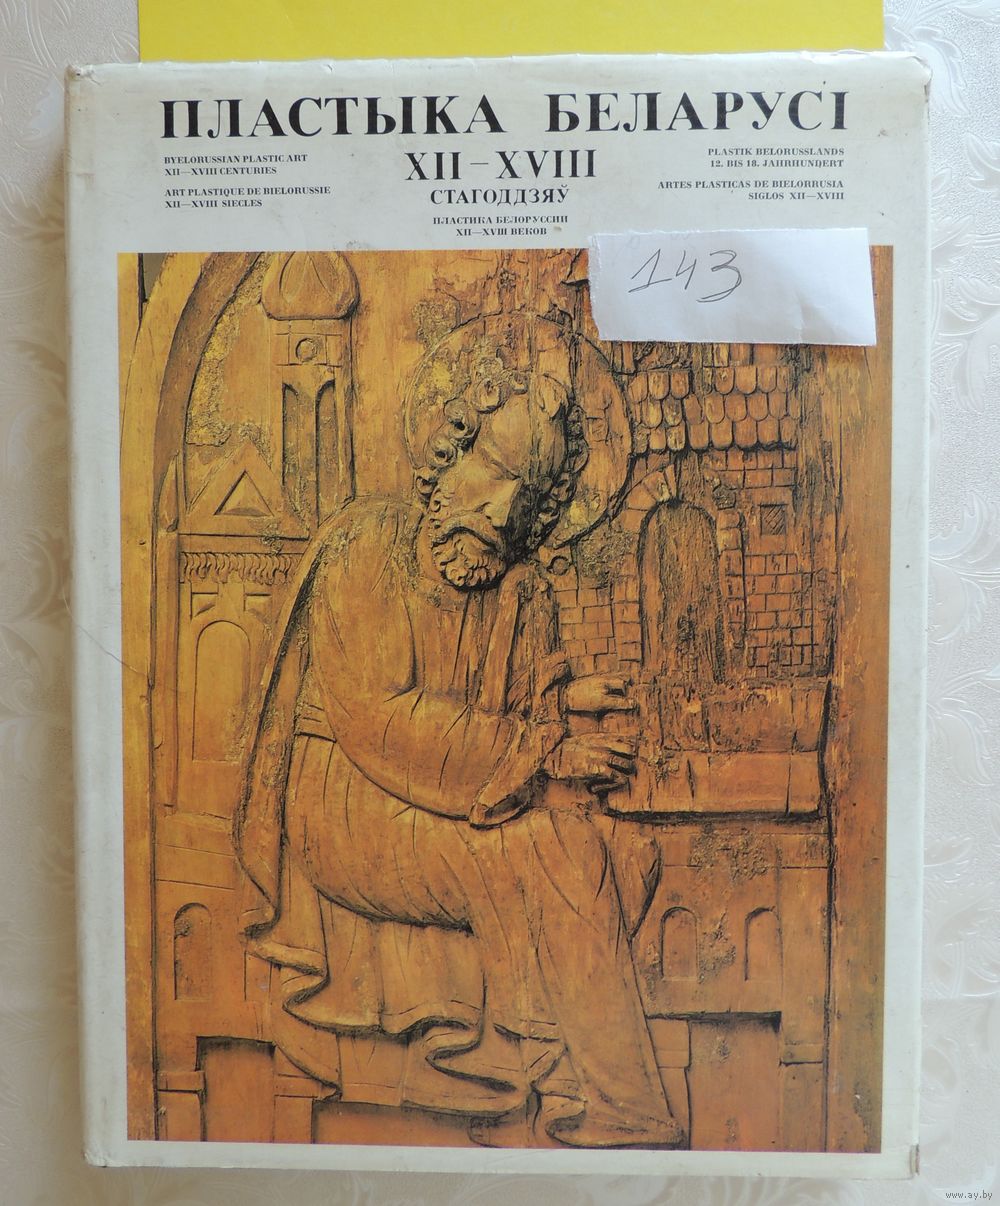 ПЛАСТЫКА БЕЛАРУСІ
XII – XVIII
СТАГОДДЗЯЎ
ПЛАСТИКА БЕЛОРУССИИ
XII—XVIII ВЕКОВ
BYELORUSSIAN PLASTIC ART
XII—XVIII CENTURIES
ART PLASTIQUE DE BIELORUSSIE
XII—XVIII SIECLES
PLASTIK BELORUSSLANDS
12. BIS 18. JAHRHUNDERT
ARTES PLASTICAS DE BIELORRUSIA
SIGLOS XII—XVIII
143
www.ay.by